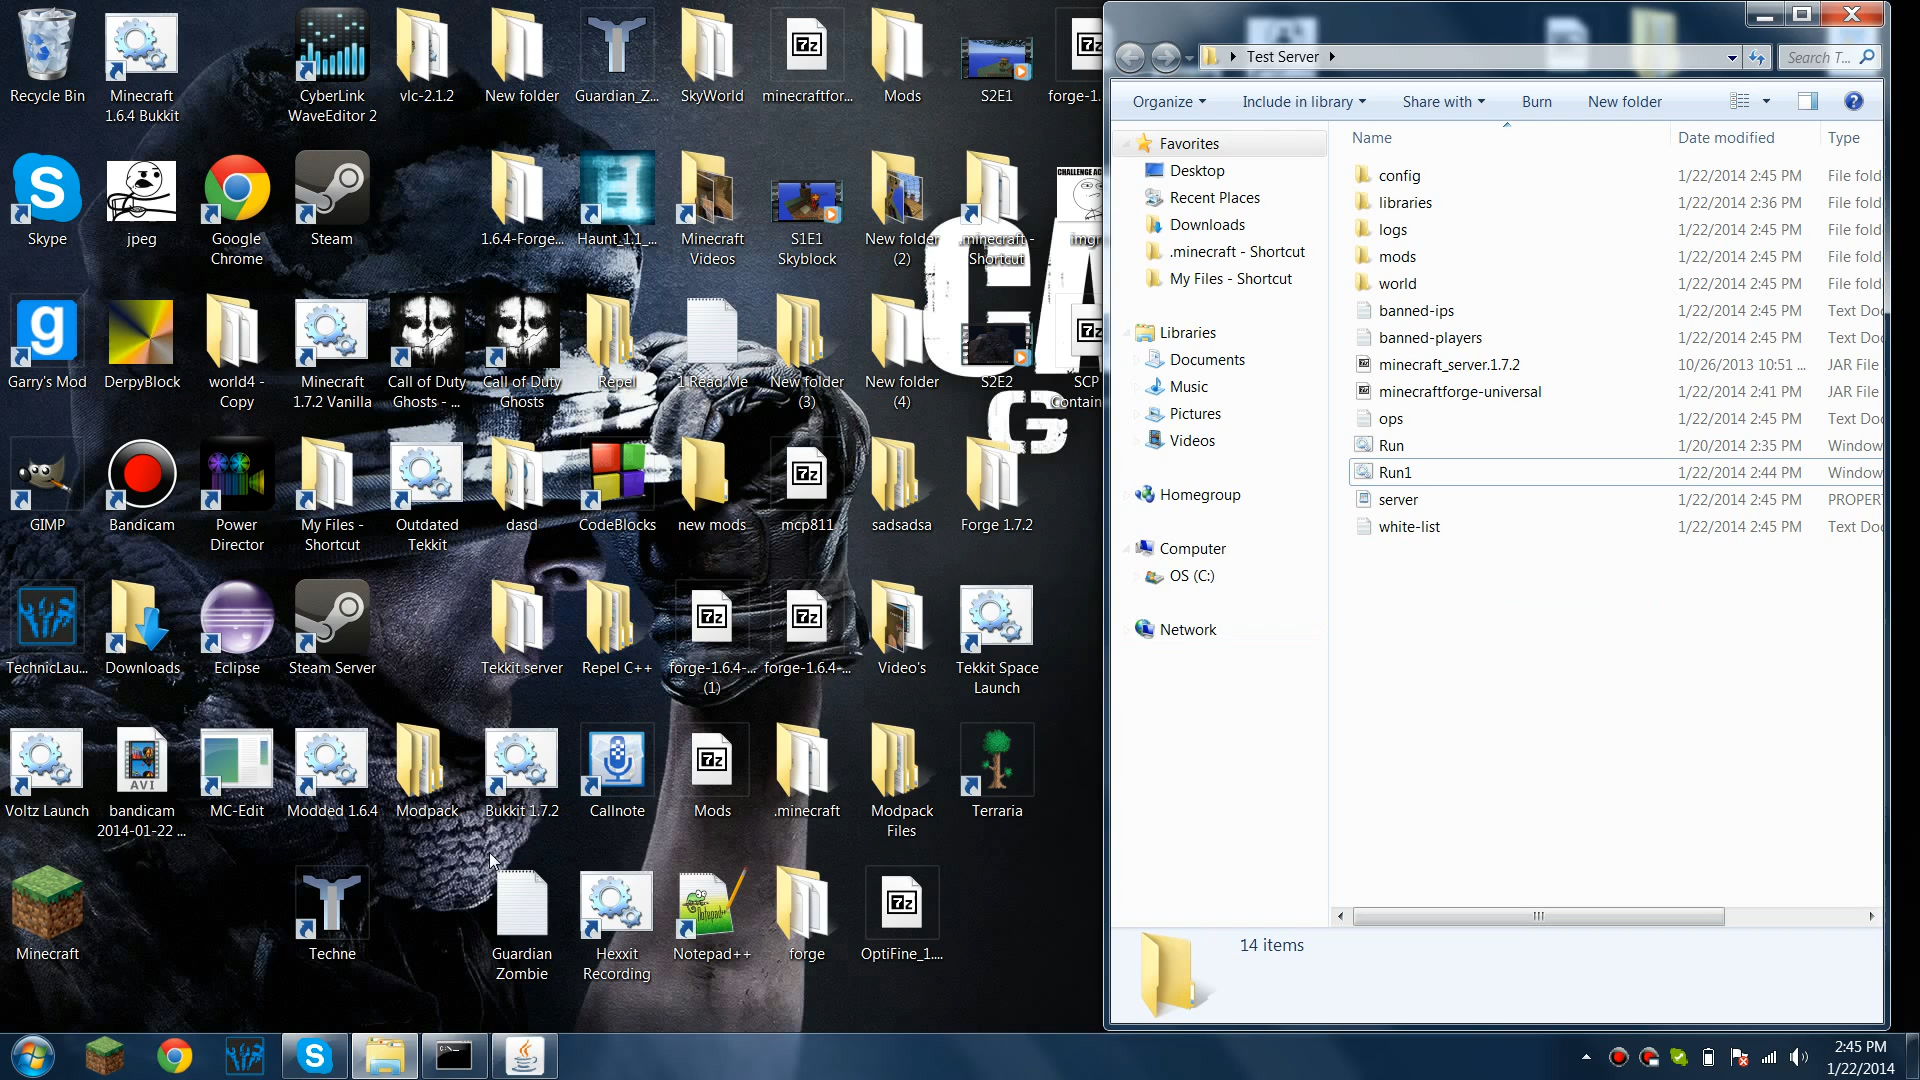 Recycle Bin
Minecraft
1.6.4 Bukkit
CyberLink
WaveEditor 2
vlc-2.1.2
New folder
Guardian_Z...
SkyWorld
minecraftfor...
Mods
S2E1
forge-1.
Skype
jpeg
Google
Chrome
Steam
1.6.4-Forge...
Haunt_1.1_...
Minecraft
Videos
S1E1
Skyblock
New folder
(2)
.minecraft -
Shortcut
CHALLENGE AC
imgr
Garry's Mod
DerpyBlock
world4 -
Copy
Minecraft
1.7.2 Vanilla
Call of Duty
Ghosts - ...
Call of Duty
Ghosts
Repel
1 Read Me
New folder
(3)
New folder
(4)
S2E2
SCP
Contain
CA
G
GIMP
Bandicam
Power
Director
My Files -
Shortcut
Outdated
Tekkit
dasd
CodeBlocks
new mods
mcp811
sadsadsa
Forge 1.7.2
TechnicLau...
Downloads
Eclipse
Steam Server
Tekkit server
Repel C++
forge-1.6.4-...
(1)
forge-1.6.4-...
Video's
Tekkit Space
Launch
Voltz Launch
AVI
bandicam
2014-01-22 ...
MC-Edit
Modded 1.6.4
Modpack
Bukkit 1.7.2
Callnote
Mods
.minecraft
Modpack
Files
Terraria
Minecraft
Techne
Guardian
Zombie
Hexxit
Recording
Notepad++
forge
OptiFine_1....
Test Server
Search T...
Organize
Include in library
Share with
Burn
New folder
Favorites
Desktop
Recent Places
Downloads
.minecraft - Shortcut
My Files - Shortcut
Libraries
Documents
Music
Pictures
Videos
Homegroup
Computer
OS (C:)
Network
Name Date modified Type
config 1/22/2014 2:45 PM File fold
libraries 1/22/2014 2:36 PM File fold
logs 1/22/2014 2:45 PM File fold
mods 1/22/2014 2:45 PM File fold
world 1/22/2014 2:45 PM File fold
banned-ips 1/22/2014 2:45 PM Text Doc
banned-players 1/22/2014 2:45 PM Text Doc
minecraft_server.1.7.2 10/26/2013 10:51 ... JAR File
minecraftforge-universal 1/22/2014 2:41 PM JAR File
ops 1/22/2014 2:45 PM Text Doc
Run 1/20/2014 2:35 PM Window
Run1 1/22/2014 2:44 PM Window
server 1/22/2014 2:45 PM PROPER
white-list 1/22/2014 2:45 PM Text Doc
14 items
2:45 PM
1/22/2014